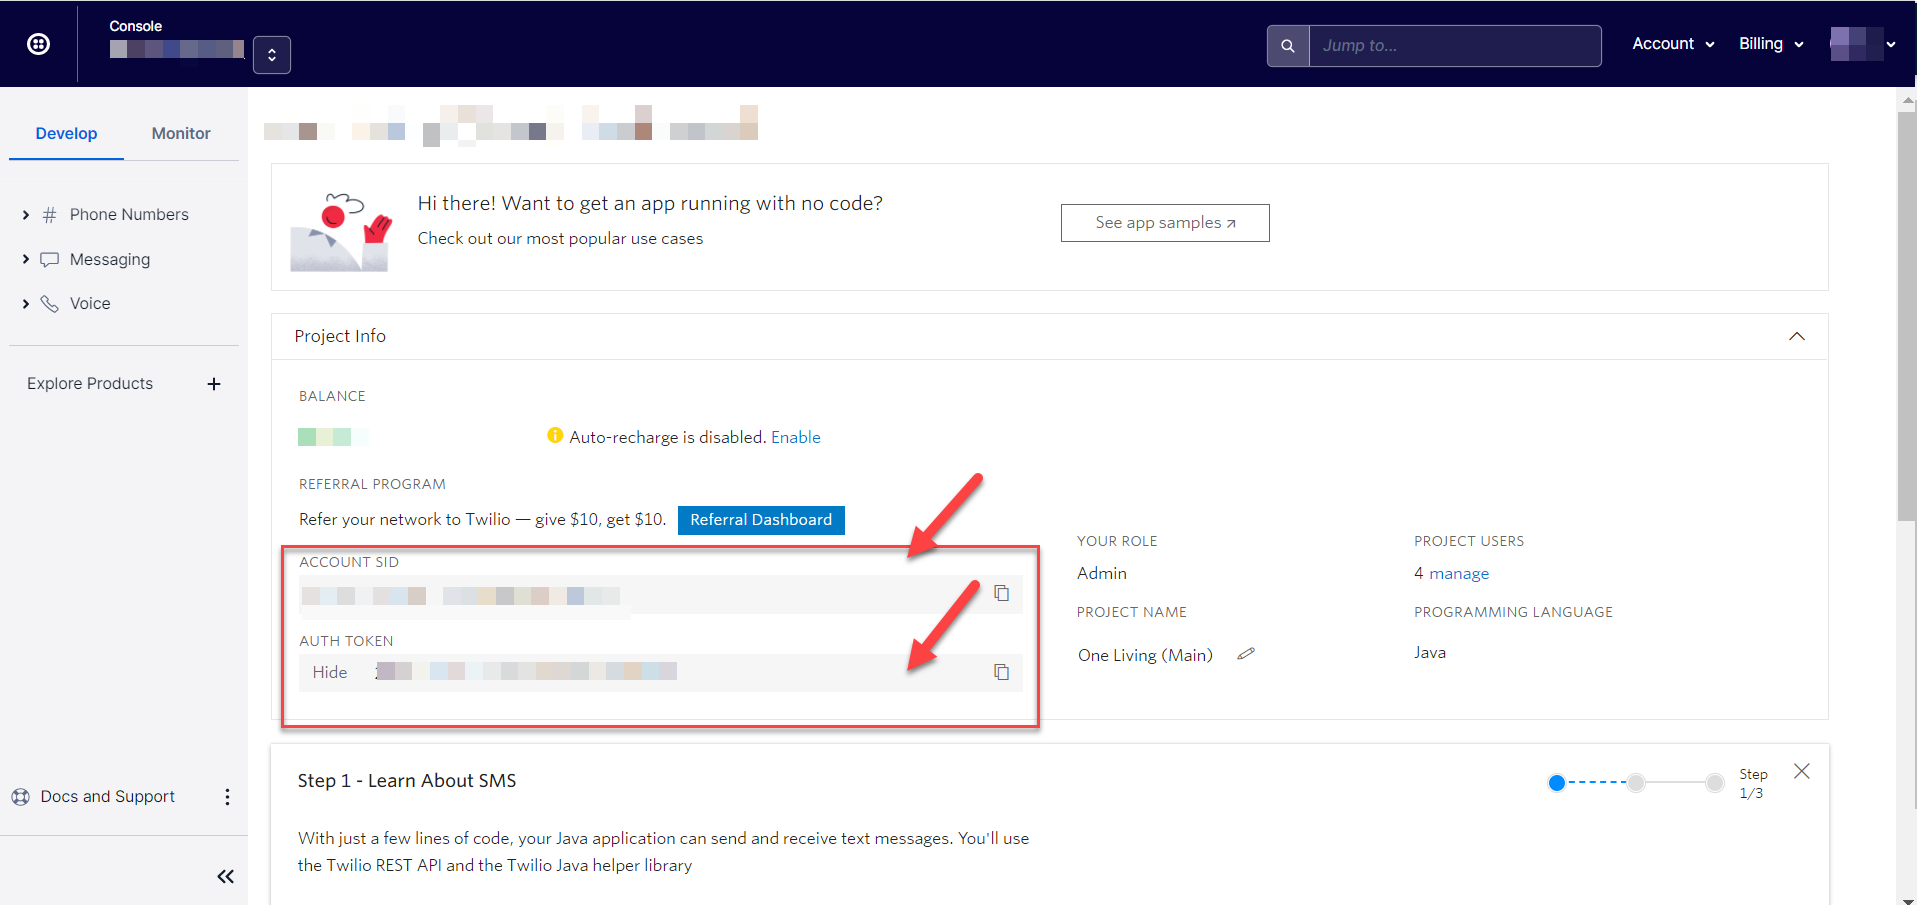 Console
Jump to...
Account
Billing
Develop
Monitor
Phone Numbers
Messaging
Voice
Explore Products
Docs and Support
Hi there! Want to get an app running with no code?
Check out our most popular use cases
See app samples
Project Info
BALANCE
Auto-recharge is disabled. Enable
REFERRAL PROGRAM
Refer your network to Twilio — give $10, get $10.
Referral Dashboard
ACCOUNT SID
AUTH TOKEN
Hide
YOUR ROLE
Admin
PROJECT USERS
4 manage
PROJECT NAME
One Living (Main)
PROGRAMMING LANGUAGE
Java
Step 1 - Learn About SMS
Step
1/3
With just a few lines of code, your Java application can send and receive text messages. You'll use
the Twilio REST API and the Twilio Java helper library